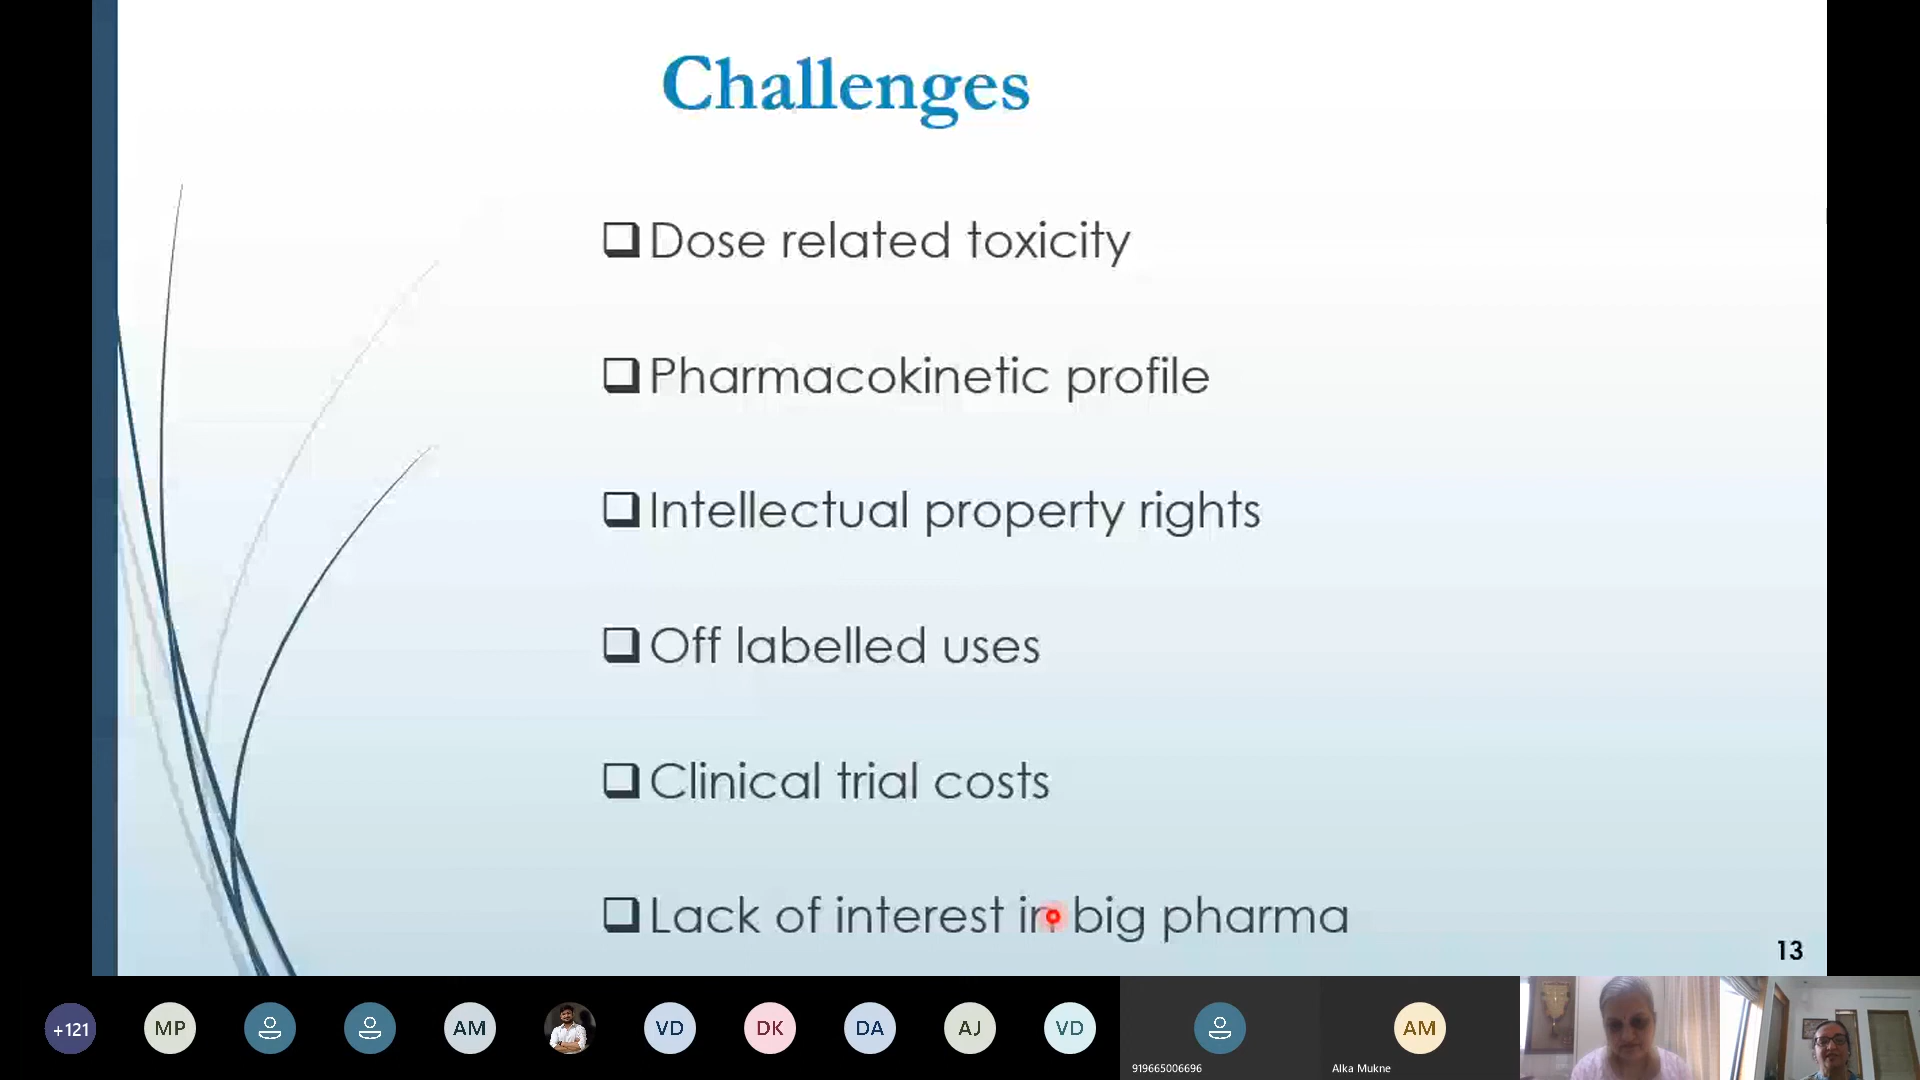 Challenges
Dose related toxicity
Pharmacokinetic profile
Intellectual property rights
Off labelled uses
Clinical trial costs
Lack of interest in big pharma
13
+121
MP
AM
VD
DK
DA
AJ
VD
919665006696
AM
Alka Mukne